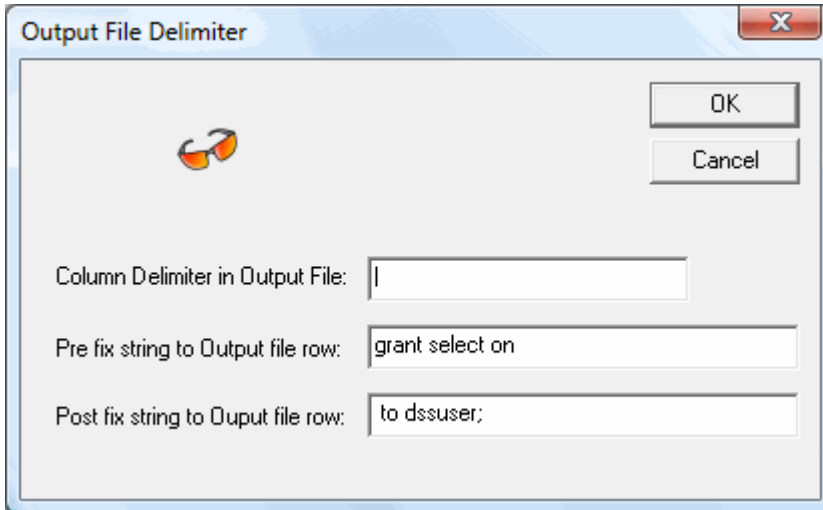 Output File Delimiter
OK
Cancel
Column Delimiter in Output File:
Pre fix string to Output file row: grant select on
Post fix string to Ouput file row: to dssuser;